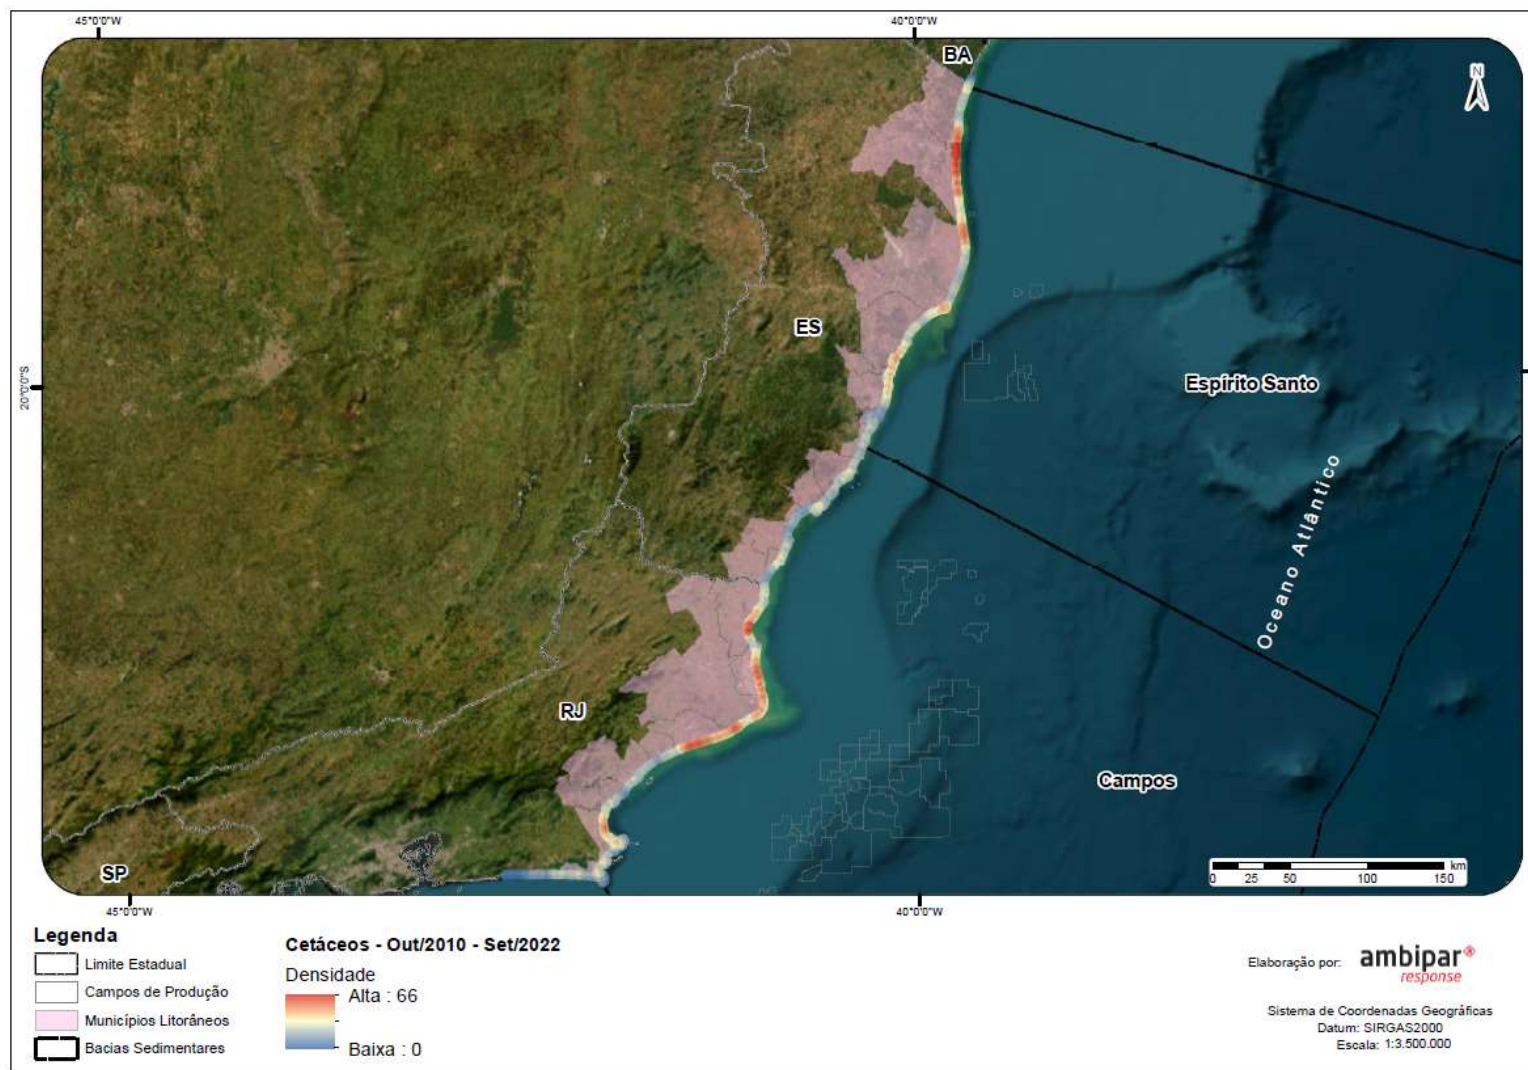 45°0'0"W
40°0'0"W
BA
N
ES
20°0'0"S
Espírito Santo
Oceano Atlântico
RJ
Campos
SP
km
0 25 50 100 150
45°0'0"W
40°0'0"W
Legenda
Limite Estadual
Campos de Produção
Municípios Litorâneos
Bacias Sedimentares
Cetáceos - Out/2010 - Set/2022
Densidade
Alta : 66
Baixa : 0
Elaboração por:
ambipar®
response
Sistema de Coordenadas Geográficas
Datum: SIRGAS2000
Escala: 1:3.500.000